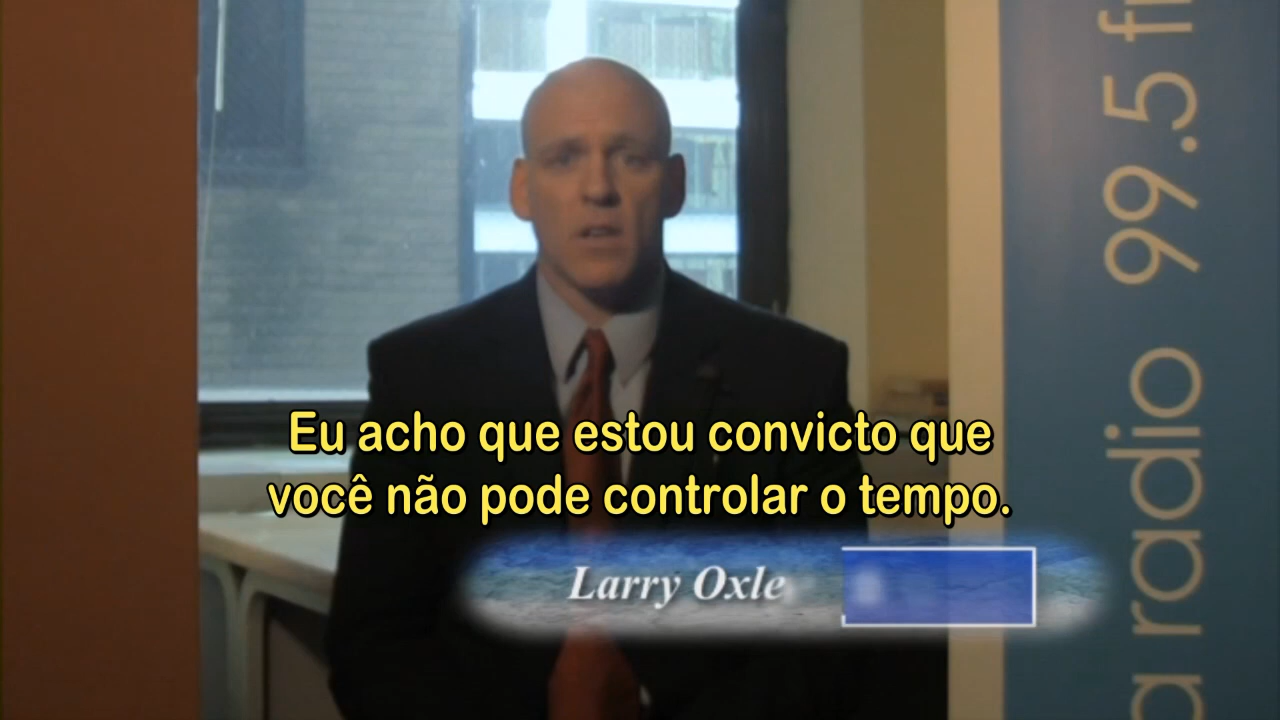 Eu acho que estou convicto que
você não pode controlar o tempo.
Larry Oxle
a radio 99.5 f